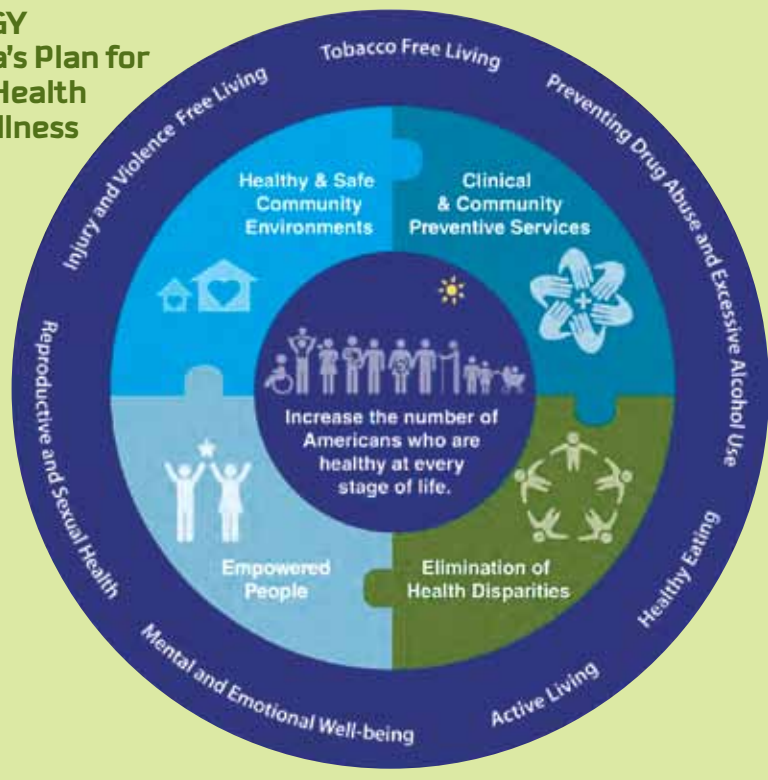 GY
a's Plan for
Health
llness
Tobacco Free Living
Preventing Drug Abuse and Excessive Alcohol Use
Healthy Eating
Active Living
Mental and Emotional Well-being
Reproductive and Sexual Health
Injury and Violence Free Living
Healthy & Safe
Community
Environments
Clinical
& Community
Preventive Services
Increase the number of
Americans who are
healthy at every
stage of life.
Empowered
People
Elimination of
Health Disparities